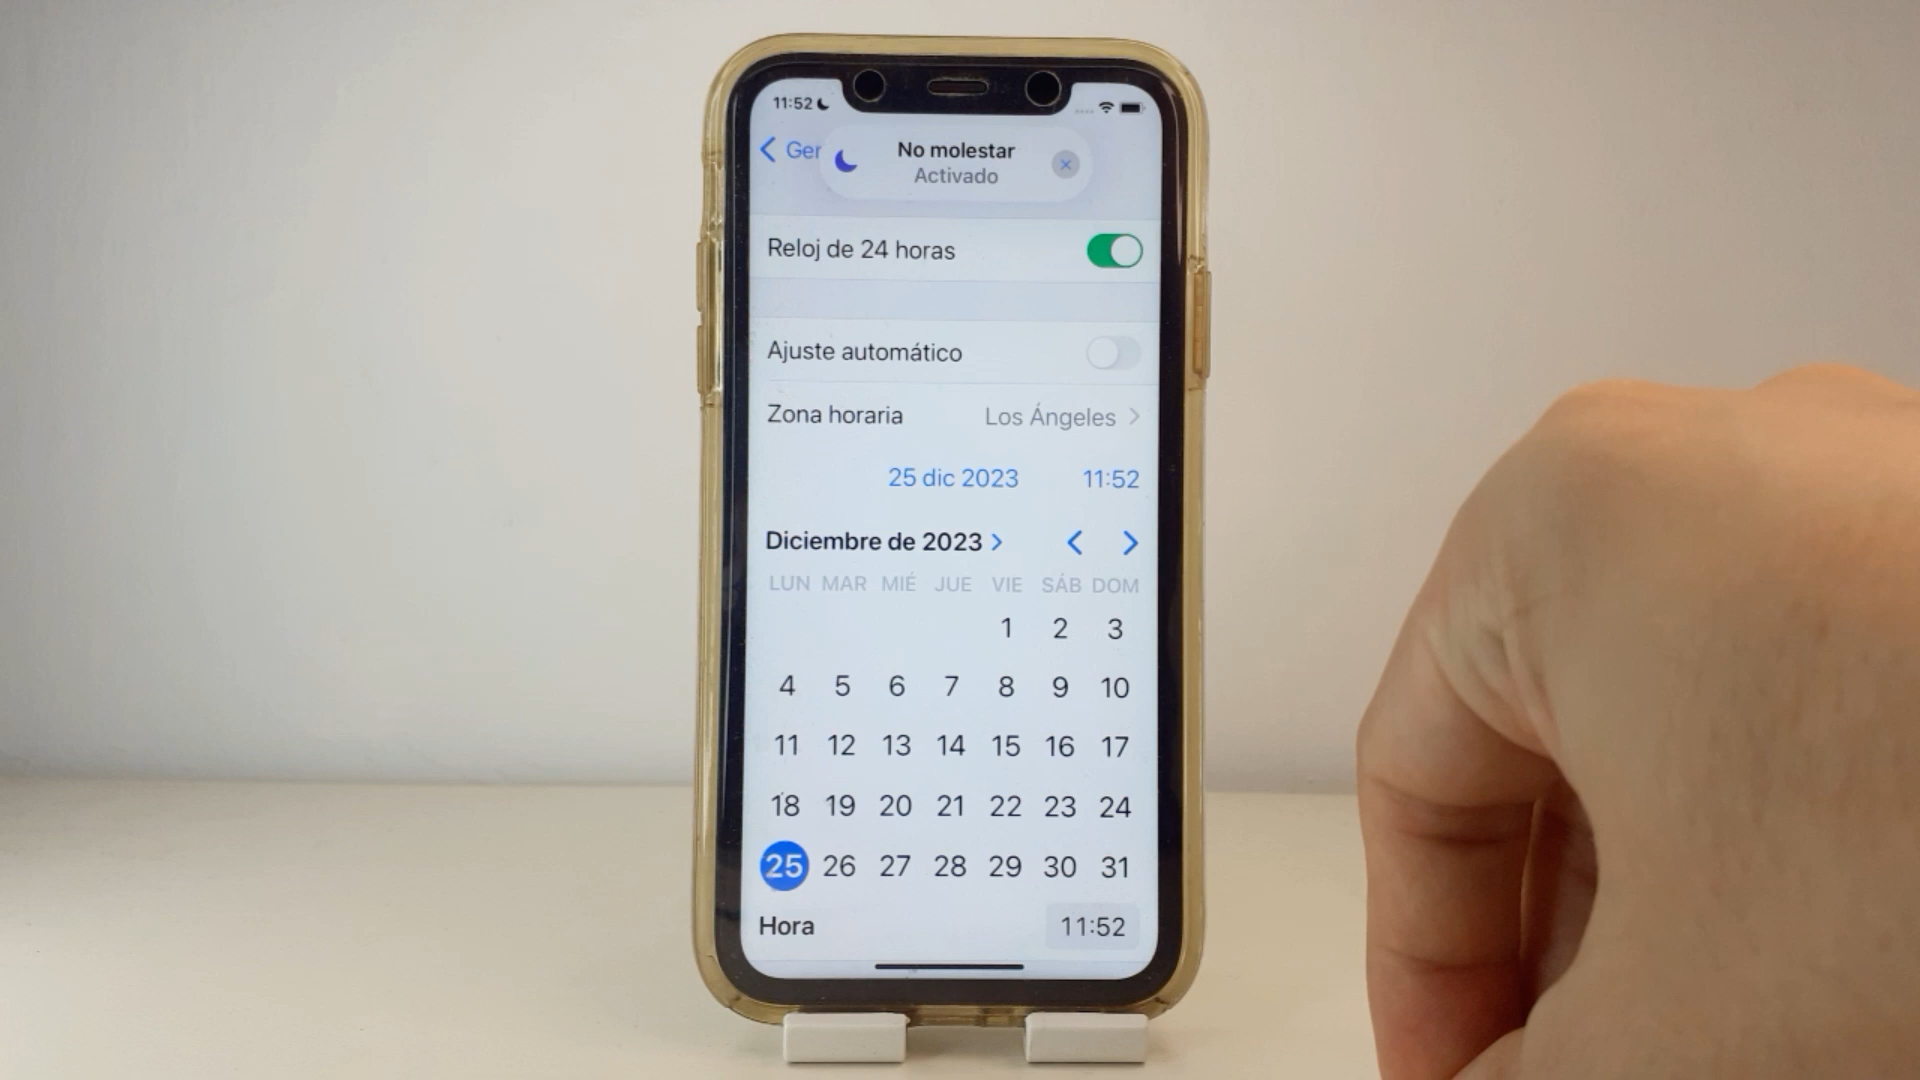 11:52
Ger
No molestar
Activado
Reloj de 24 horas
Ajuste automático
Zona horaria Los Ángeles
25 dic 2023 11:52
Diciembre de 2023
LUN MAR MIÉ JUE VIE SÁB DOM
1 2 3
4 5 6 7 8 9 10
11 12 13 14 15 16 17
18 19 20 21 22 23 24
25 26 27 28 29 30 31
Hora 11:52